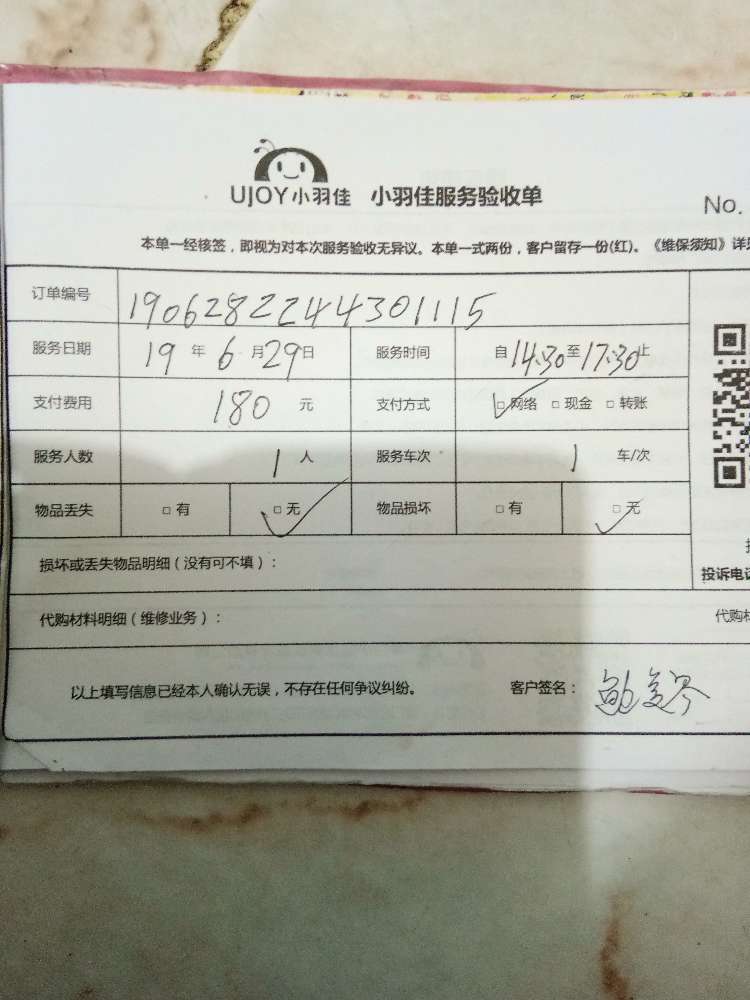 UJOY小羽佳 小羽佳服务验收单
No.
本单一经核签，即视为对本次服务验收无异议。本单一式两份，客户留存一份(红)。《维保须知》详见
订单编号 19062822444301115
服务日期 19 年 6 月 29 日 服务时间 自 14:30 至 17:30 止
支付费用 180 元 支付方式 □网络 □现金 □转账
服务人数 1 人 服务车次 1 车/次
物品丢失 □有 □无 物品损坏 □有 □无
损坏或丢失物品明细（没有可不填）：
投诉电话
代购材料明细（维修业务）：
代购材
以上填写信息已经本人确认无误，不存在任何争议纠纷。 客户签名：